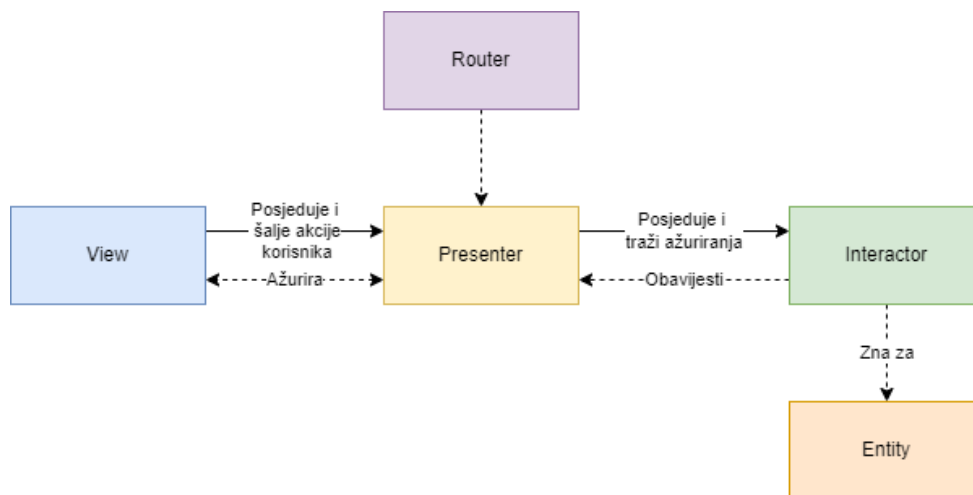 Router
View
Posjeduje i
šalje akcije
korisnika
Ažurira
Presenter
Posjeduje i
traži ažuriranja
Obavijesti
Interactor
Zna za
Entity